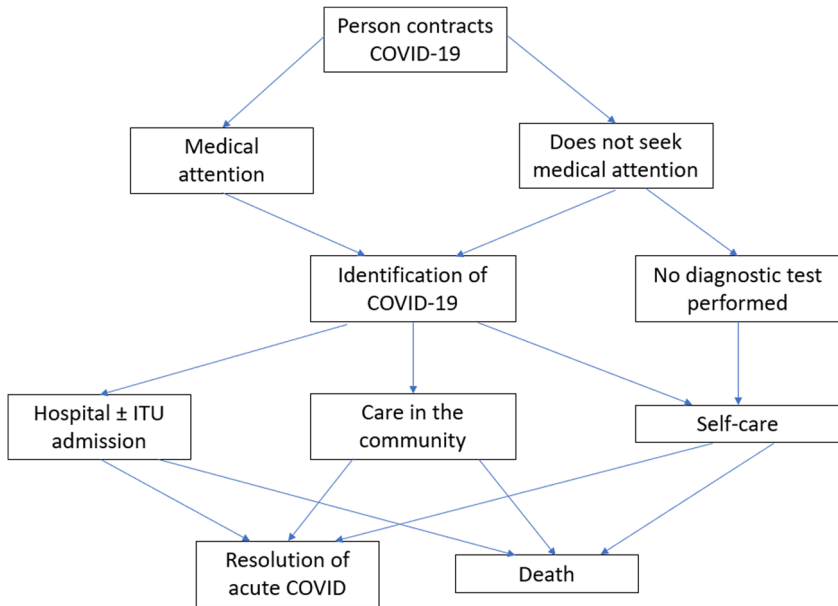 Person contracts
COVID-19
Medical
attention
Does not seek
medical attention
Identification of
COVID-19
No diagnostic test
performed
Hospital ± ITU
admission
Care in the
community
Self-care
Resolution of
acute COVID
Death